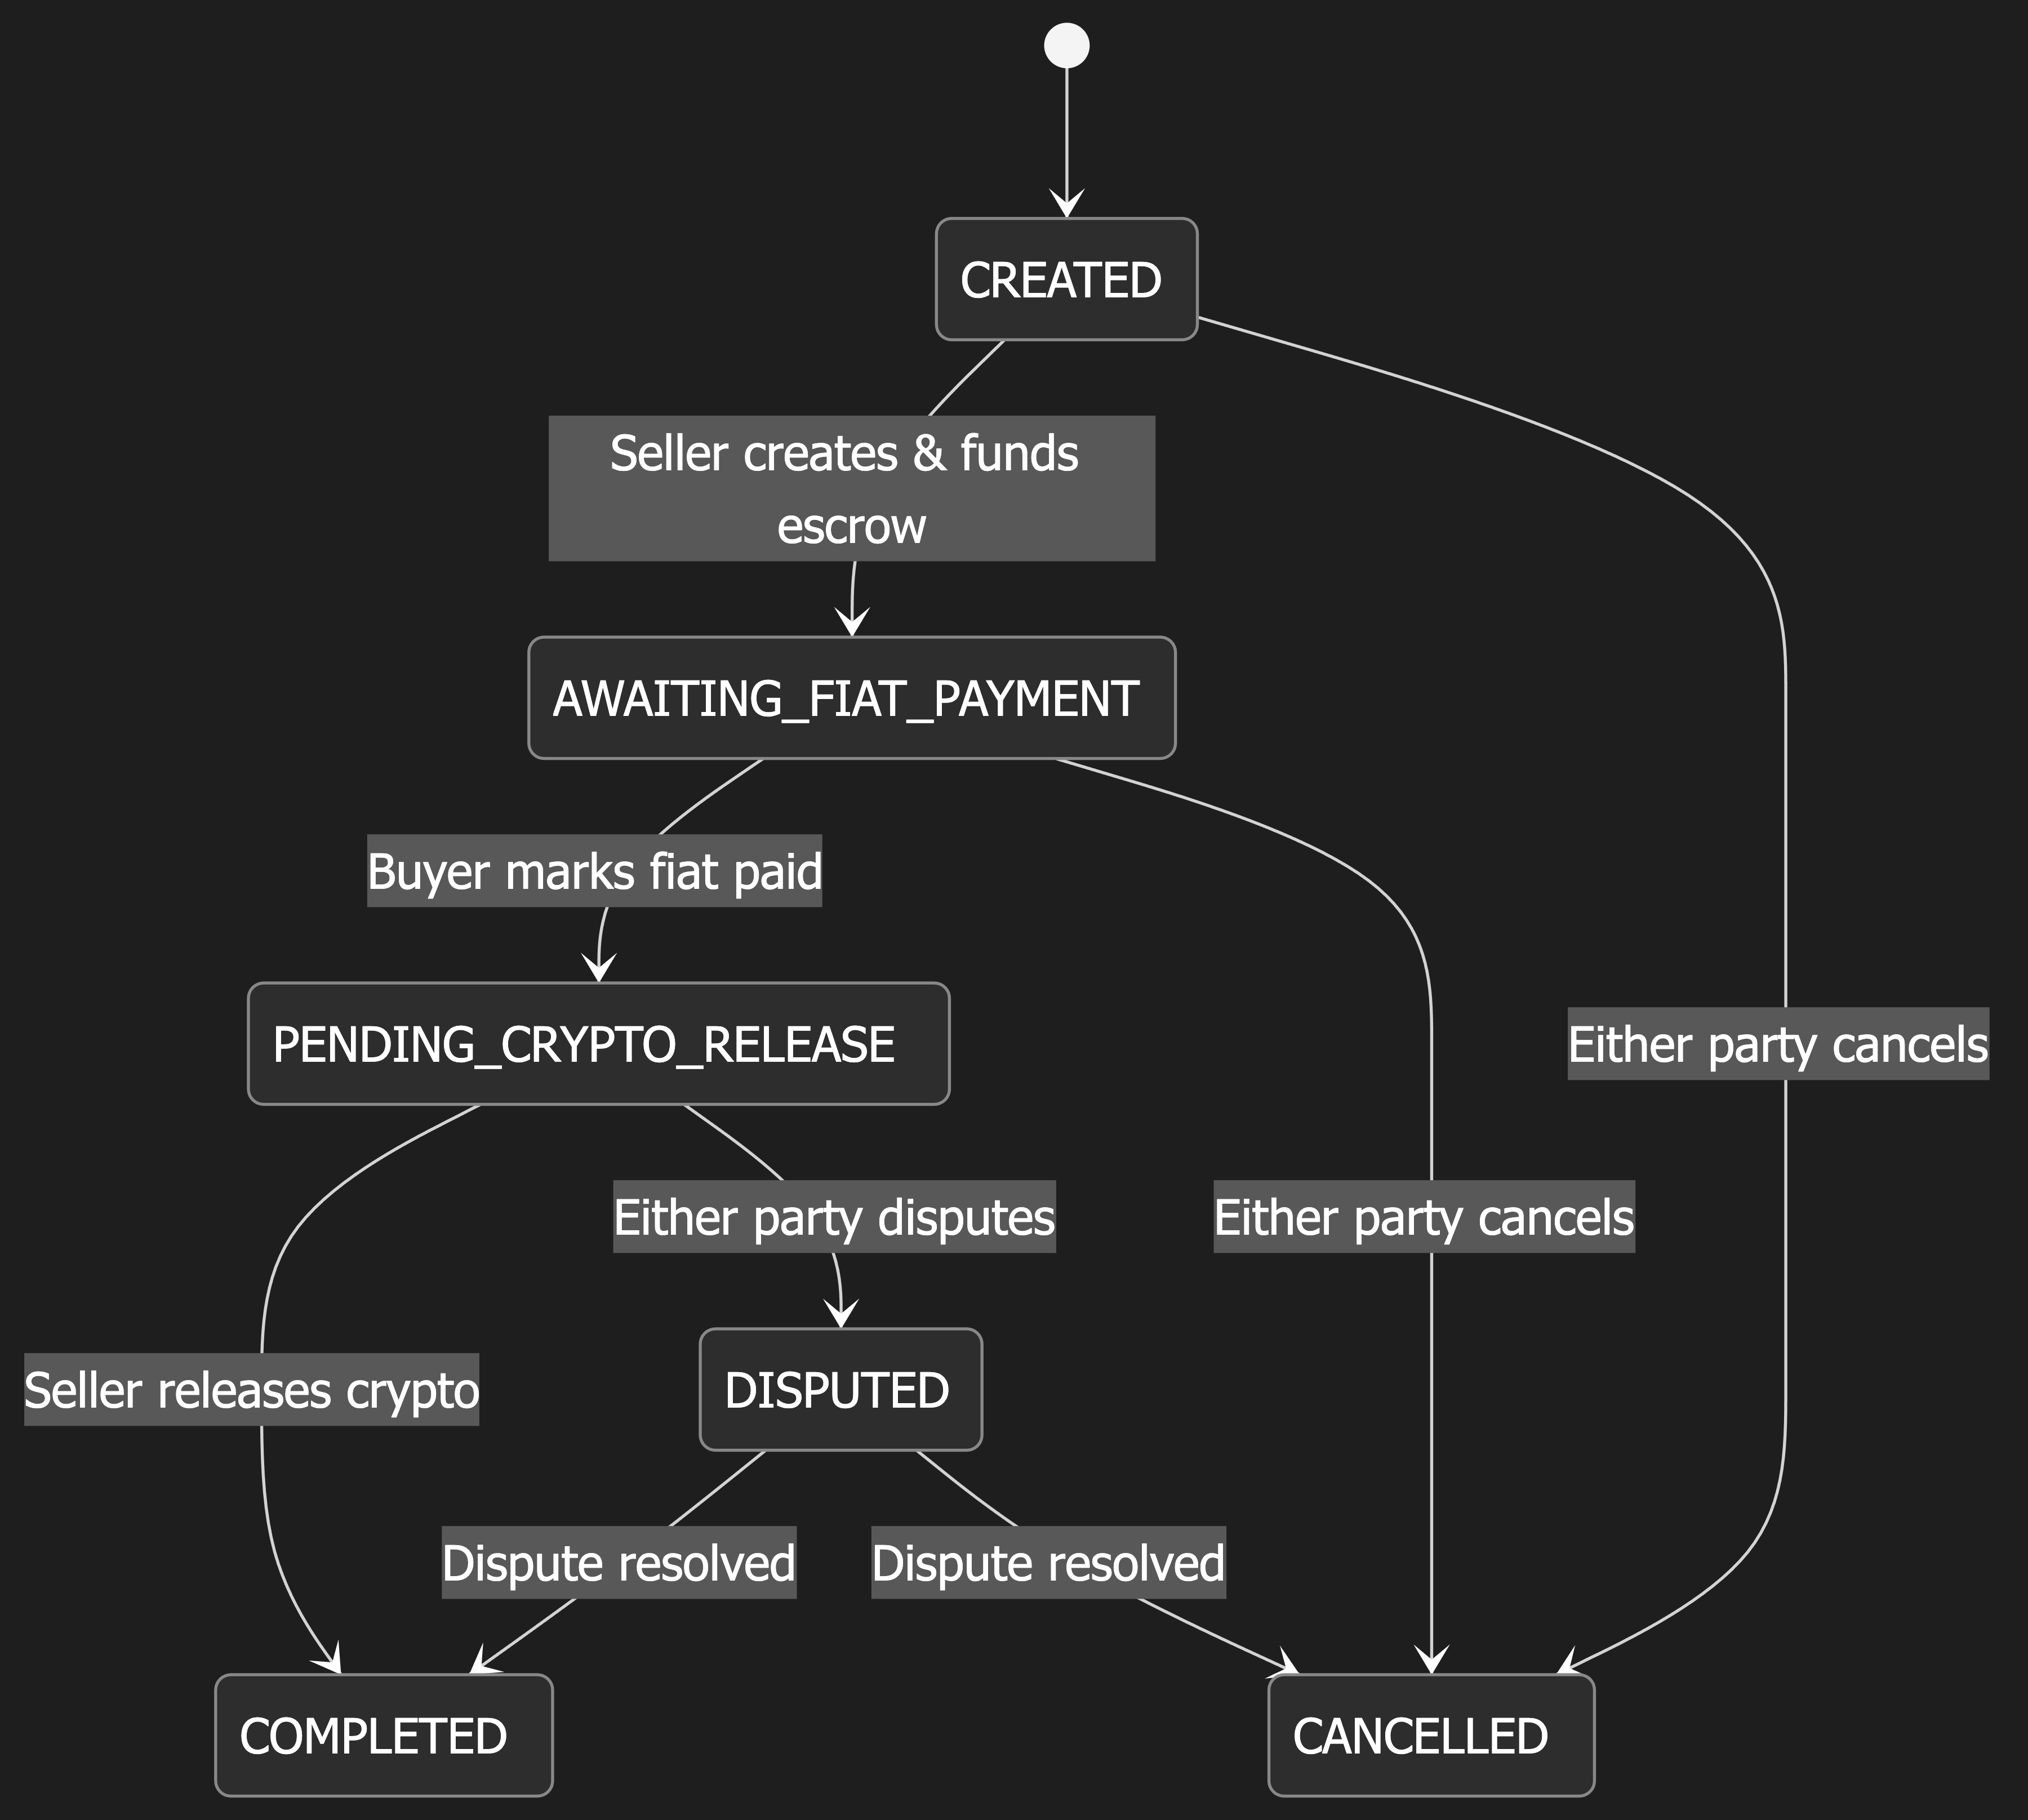 CREATED
Seller creates & funds
escrow
AWAITING_FIAT_PAYMENT
Buyer marks fiat paid
PENDING_CRYPTO_RELEASE
Either party cancels
Either party disputes
Either party cancels
Seller releases crypto
DISPUTED
Dispute resolved
Dispute resolved
COMPLETED
CANCELLED